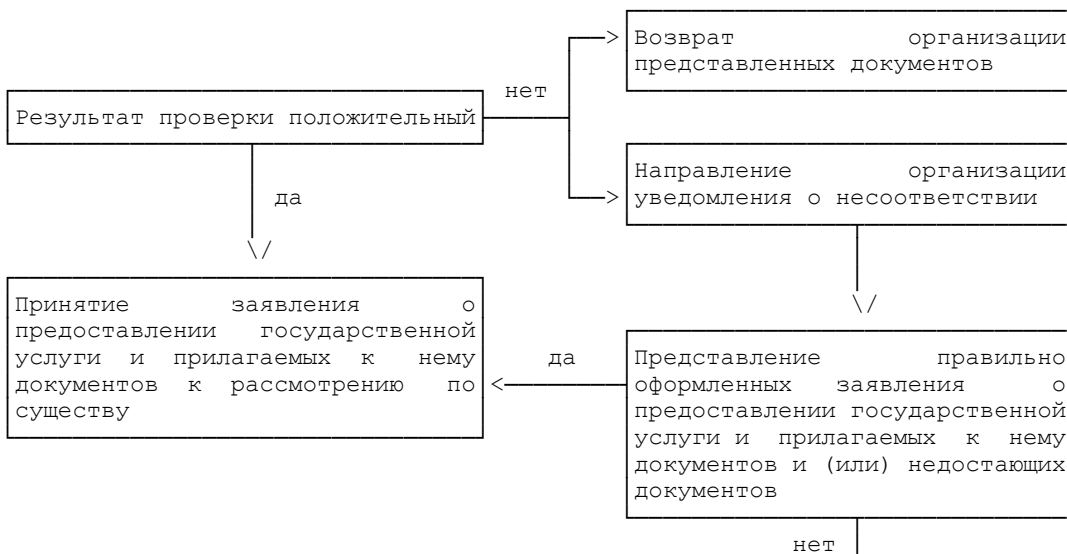 Возврат организации
представленных документов
нет
Результат проверки положительный
Направление организации
уведомления о несоответствии
да
Принятие заявления о
предоставлении государственной
услуги и прилагаемых к нему
документов к рассмотрению по
существу
да
Представление правильно
оформленных заявления о
предоставлении государственной
услуги и прилагаемых к нему
документов и (или) недостающих
документов
нет